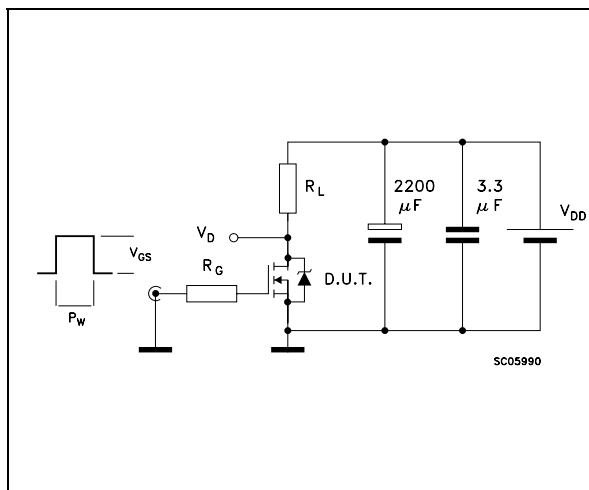 R_L
2200
μF
3.3
μF
V_DD
V_D
V_GS
R_G
D.U.T.
P_W
SC05990